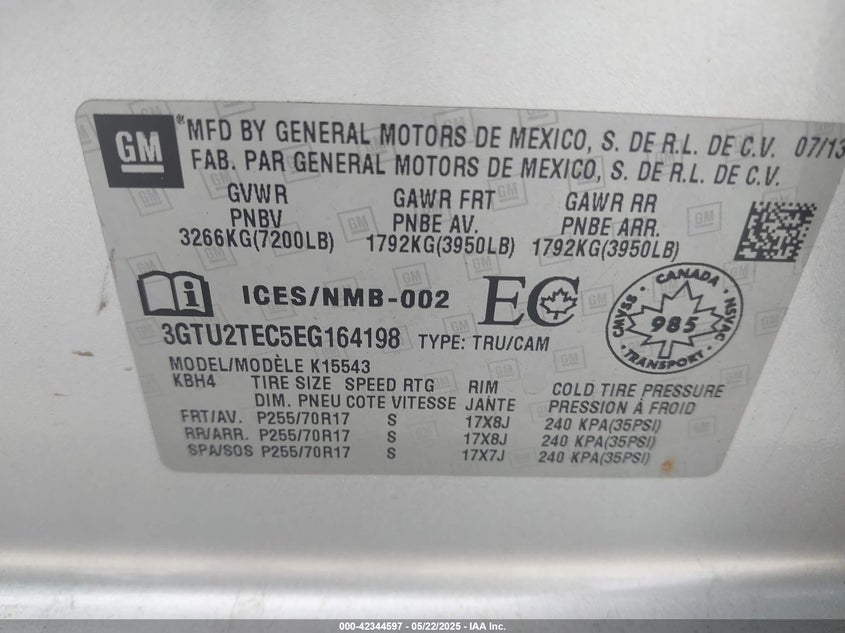 GM
® MFD BY GENERAL MOTORS DE MEXICO, S. DE R.L. DE C.V. 07/13
FAB. PAR GENERAL MOTORS DE MEXICO, S. DE R.L. DE C.V.
GVWR GAWR FRT GAWR RR
PNBV PNBE AV. PNBE ARR.
3266KG(7200LB) 1792KG(3950LB) 1792KG(3950LB)
i ICES/NMB-002 EC
CANADA
CMVSS 985 NSVAC
TRANSPORT
3GTU2TEC5EG164198 TYPE: TRU/CAM
MODEL/MODÈLE K15543
KBH4 TIRE SIZE SPEED RTG RIM COLD TIRE PRESSURE
DIM. PNEU COTE VITESSE JANTE PRESSION À FROID
FRT/AV. P255/70R17 S 17X8J 240 KPA(35PSI)
RR/ARR. P255/70R17 S 17X8J 240 KPA(35PSI)
SPA/SOS P255/70R17 S 17X7J 240 KPA(35PSI)
000-42344597 - 05/22/2025 - IAA Inc.